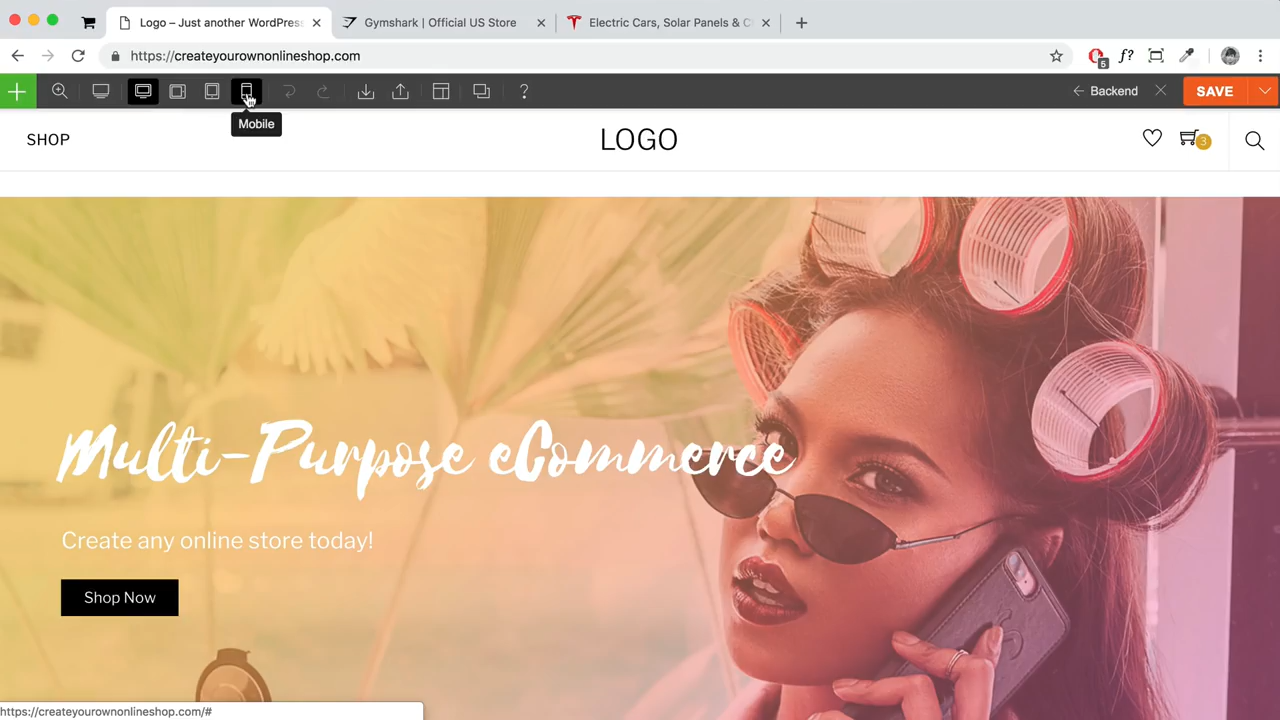 Logo – Just another WordPress
Gymshark | Official US Store
Electric Cars, Solar Panels & C
https://createyourownonlineshop.com
5
f?
Backend
SAVE
Mobile
SHOP
LOGO
3
Multi-Purpose eCommerce
Create any online store today!
Shop Now
https://createyourownonlineshop.com/#